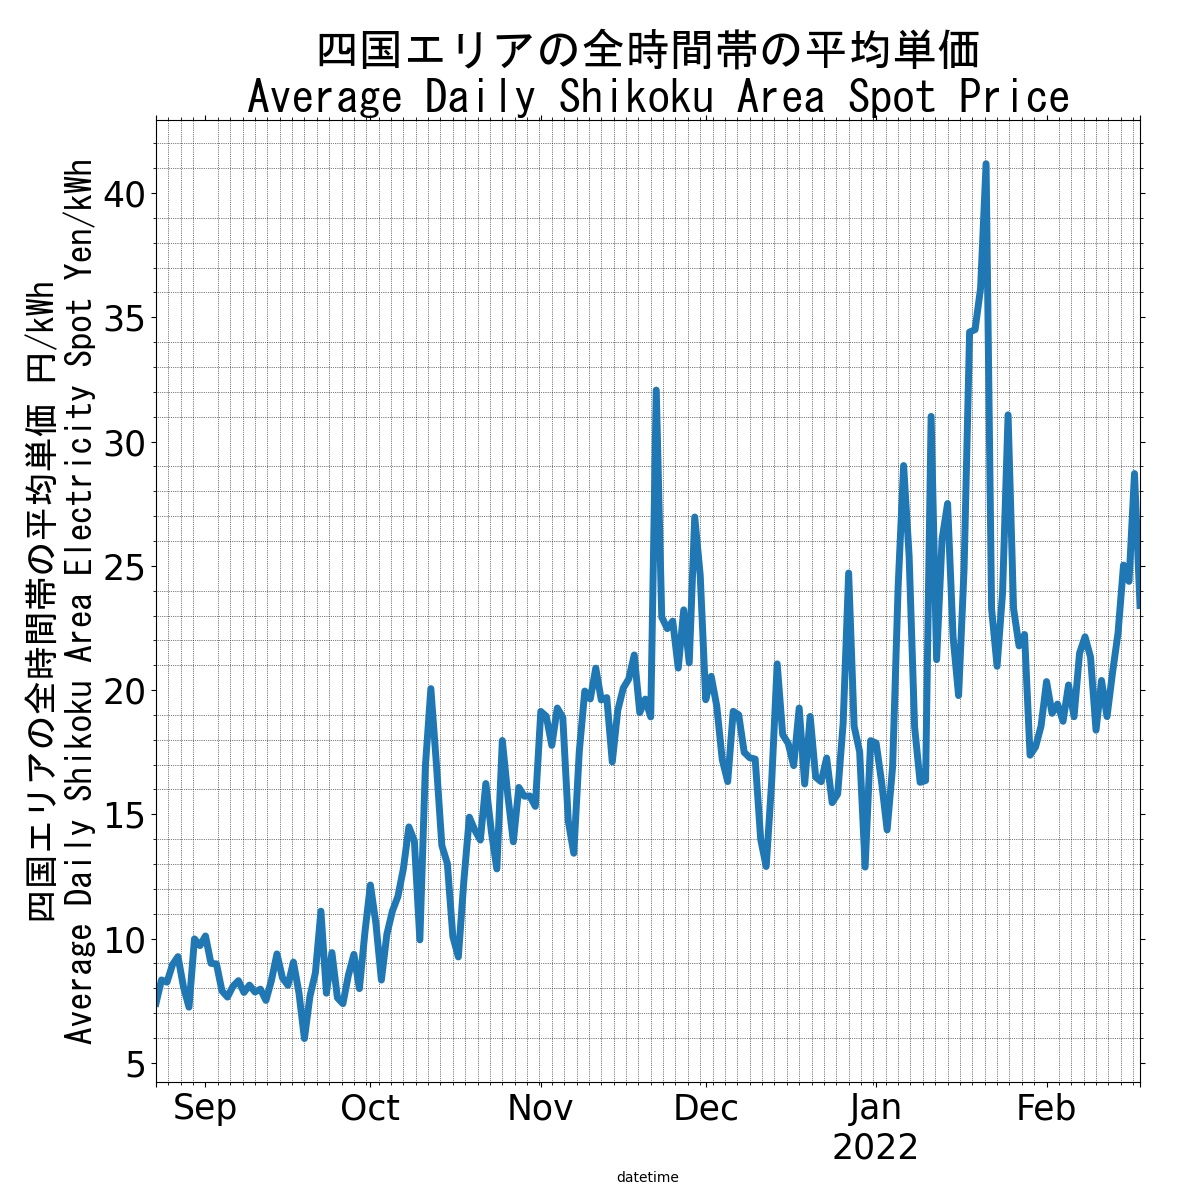 四国エリアの全時間帯の平均単価
Average Daily Shikoku Area Spot Price
四国エリアの全時間帯の平均単価 円/kWh
Average Daily Shikoku Area Electricity Spot Yen/kWh
40
35
30
25
20
15
10
5
Sep
Oct
Nov
Dec
Jan
2022
Feb
datetime